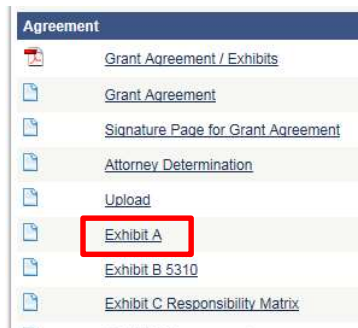 Agreement
Grant Agreement / Exhibits
Grant Agreement
Signature Page for Grant Agreement
Attorney Determination
Upload
Exhibit A
Exhibit B 5310
Exhibit C Responsibility Matrix